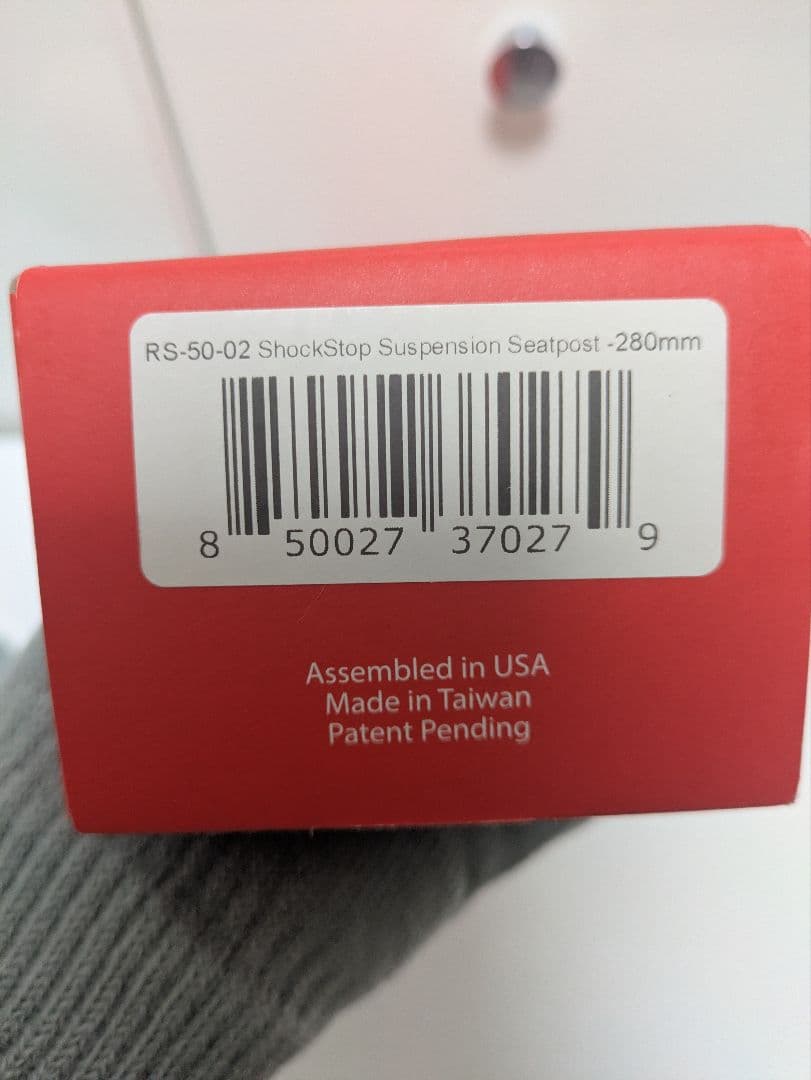 RS-50-02 ShockStop Suspension Seatpost -280mm
8 50027 37027 9
Assembled in USA
Made in Taiwan
Patent Pending